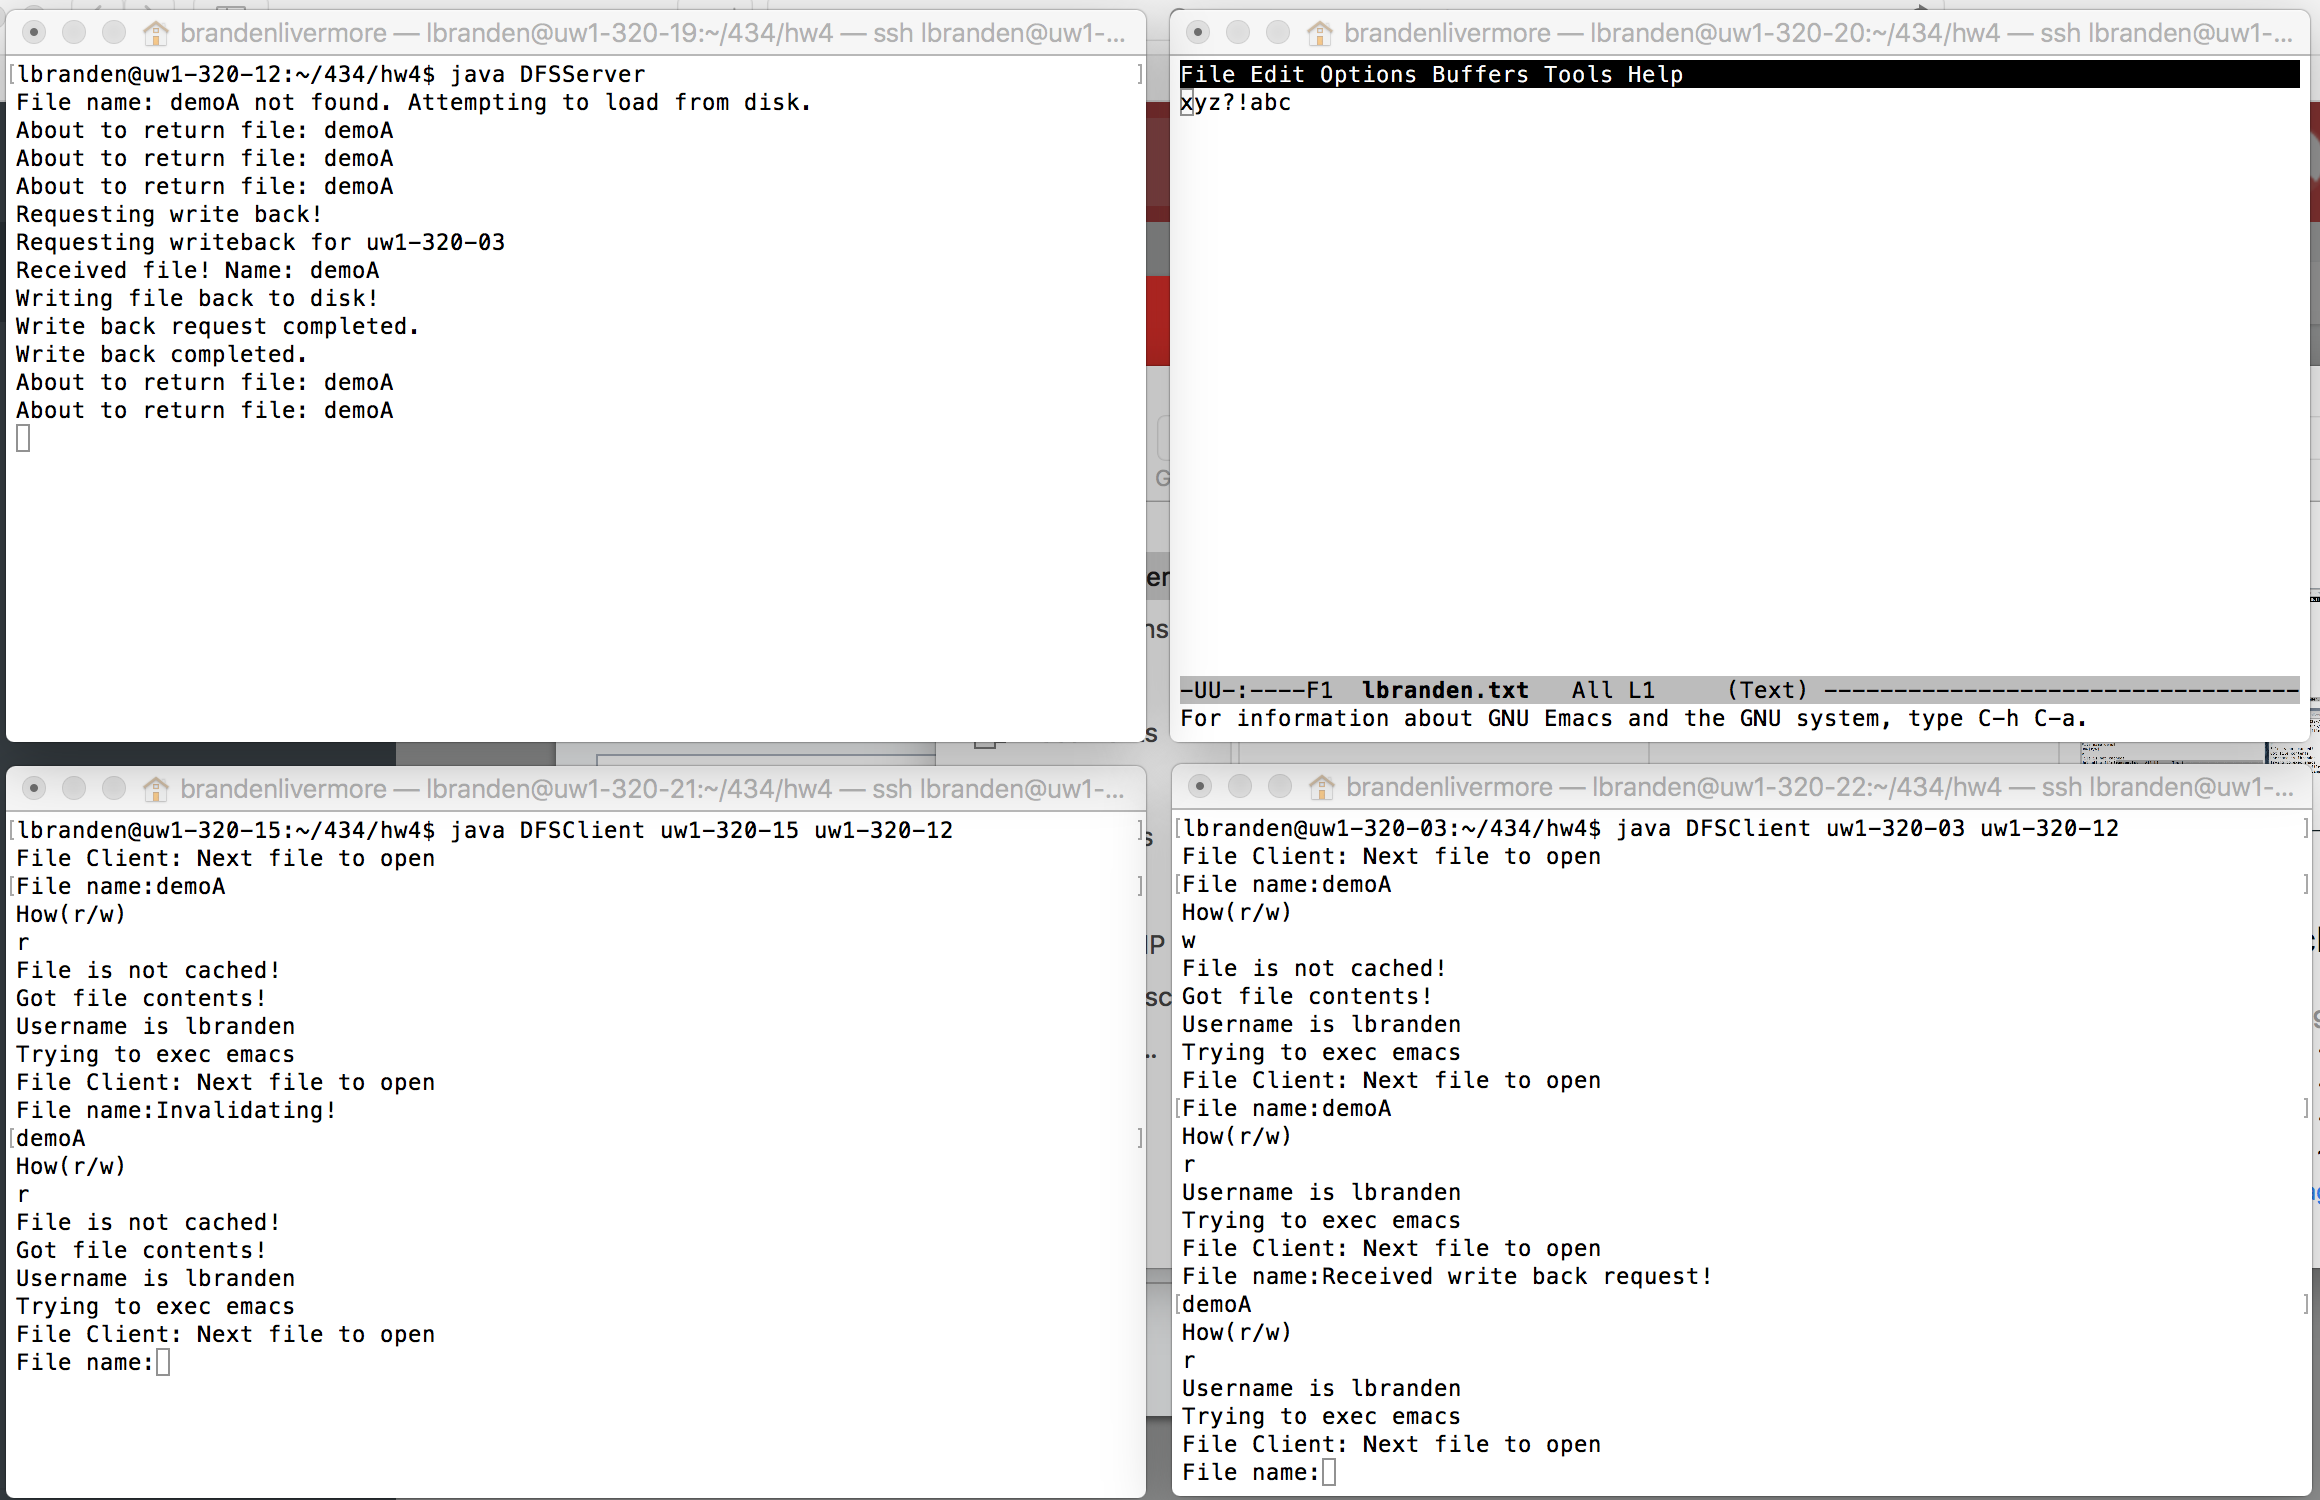 brandenlivermore — lbranden@uw1-320-19:~/434/hw4 — ssh lbranden@uw1-...
[lbranden@uw1-320-12:~/434/hw4$ java DFSServer ]
File name: demoA not found. Attempting to load from disk.
About to return file: demoA
About to return file: demoA
About to return file: demoA
Requesting write back!
Requesting writeback for uw1-320-03
Received file! Name: demoA
Writing file back to disk!
Write back request completed.
Write back completed.
About to return file: demoA
About to return file: demoA
brandenlivermore — lbranden@uw1-320-20:~/434/hw4 — ssh lbranden@uw1-...
File Edit Options Buffers Tools Help
xyz?!abc
-UU-:----F1  lbranden.txt   All L1     (Text) ----------------------------------
For information about GNU Emacs and the GNU system, type C-h C-a.
brandenlivermore — lbranden@uw1-320-21:~/434/hw4 — ssh lbranden@uw1-...
[lbranden@uw1-320-15:~/434/hw4$ java DFSClient uw1-320-15 uw1-320-12 ]
File Client: Next file to open
[File name:demoA ]
How(r/w)
r
File is not cached!
Got file contents!
Username is lbranden
Trying to exec emacs
File Client: Next file to open
File name:Invalidating!
[demoA ]
How(r/w)
r
File is not cached!
Got file contents!
Username is lbranden
Trying to exec emacs
File Client: Next file to open
File name:
brandenlivermore — lbranden@uw1-320-22:~/434/hw4 — ssh lbranden@uw1-...
[lbranden@uw1-320-03:~/434/hw4$ java DFSClient uw1-320-03 uw1-320-12 ]
File Client: Next file to open
[File name:demoA ]
How(r/w)
w
File is not cached!
Got file contents!
Username is lbranden
Trying to exec emacs
File Client: Next file to open
[File name:demoA ]
How(r/w)
r
Username is lbranden
Trying to exec emacs
File Client: Next file to open
File name:Received write back request!
[demoA ]
How(r/w)
r
Username is lbranden
Trying to exec emacs
File Client: Next file to open
File name: